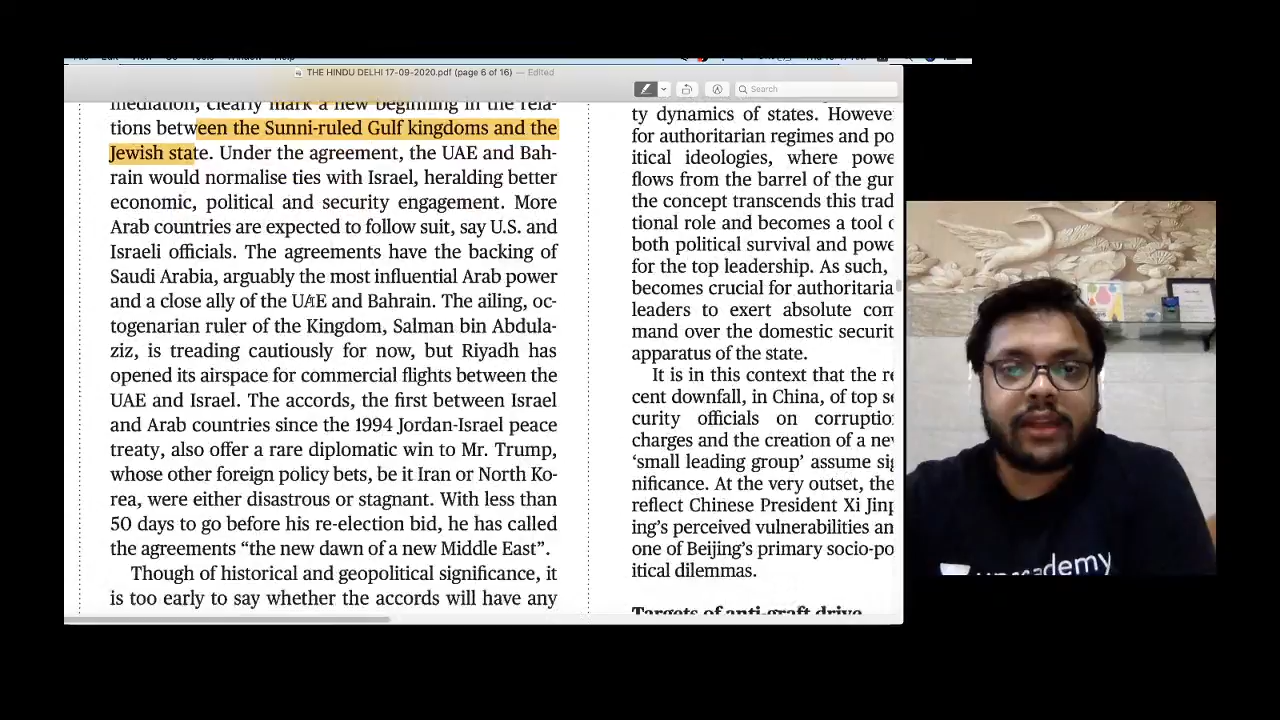 THE HINDU DELHI 17-09-2020.pdf (page 6 of 16) — Edited
Search
mediation, clearly mark a new beginning in the rela-
tions between the Sunni-ruled Gulf kingdoms and the
Jewish state. Under the agreement, the UAE and Bah-
rain would normalise ties with Israel, heralding better
economic, political and security engagement. More
Arab countries are expected to follow suit, say U.S. and
Israeli officials. The agreements have the backing of
Saudi Arabia, arguably the most influential Arab power
and a close ally of the UAE and Bahrain. The ailing, oc-
togenarian ruler of the Kingdom, Salman bin Abdula-
ziz, is treading cautiously for now, but Riyadh has
opened its airspace for commercial flights between the
UAE and Israel. The accords, the first between Israel
and Arab countries since the 1994 Jordan-Israel peace
treaty, also offer a rare diplomatic win to Mr. Trump,
whose other foreign policy bets, be it Iran or North Ko-
rea, were either disastrous or stagnant. With less than
50 days to go before his re-election bid, he has called
the agreements “the new dawn of a new Middle East”.
Though of historical and geopolitical significance, it
is too early to say whether the accords will have any
ty dynamics of states. Howeve
for authoritarian regimes and po
itical ideologies, where powe
flows from the barrel of the gun
the concept transcends this trad
tional role and becomes a tool o
both political survival and powe
for the top leadership. As such,
becomes crucial for authoritaria
leaders to exert absolute com
mand over the domestic securit
apparatus of the state.
It is in this context that the re
cent downfall, in China, of top se
curity officials on corruptio
charges and the creation of a new
‘small leading group’ assume sig
nificance. At the very outset, the
reflect Chinese President Xi Jinp
ing’s perceived vulnerabilities an
one of Beijing’s primary socio-po
itical dilemmas.
Targets of anti-graft drive
unacademy